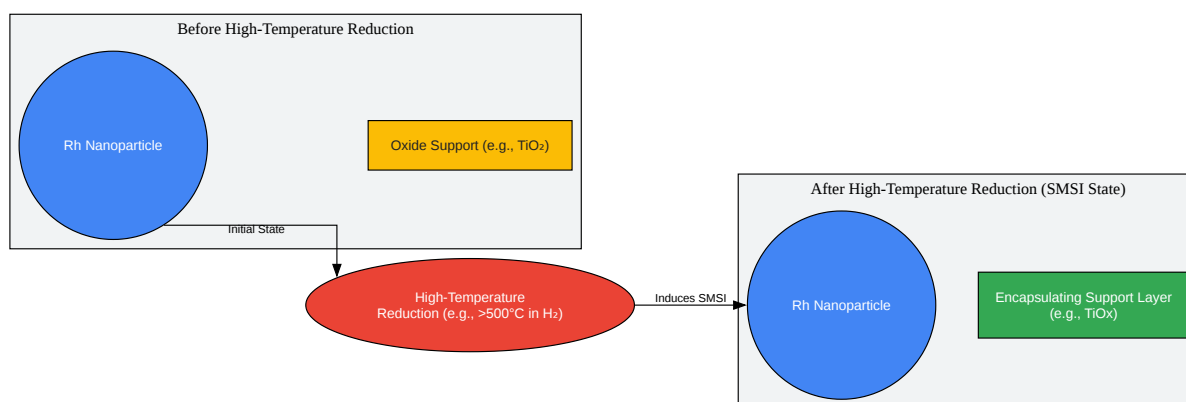 Before High-Temperature Reduction
Rh Nanoparticle
Oxide Support (e.g., TiO₂)
Initial State
High-Temperature
Reduction (e.g., >500°C in H₂)
Induces SMSI
After High-Temperature Reduction (SMSI State)
Rh Nanoparticle
Encapsulating Support Layer
(e.g., TiOx)